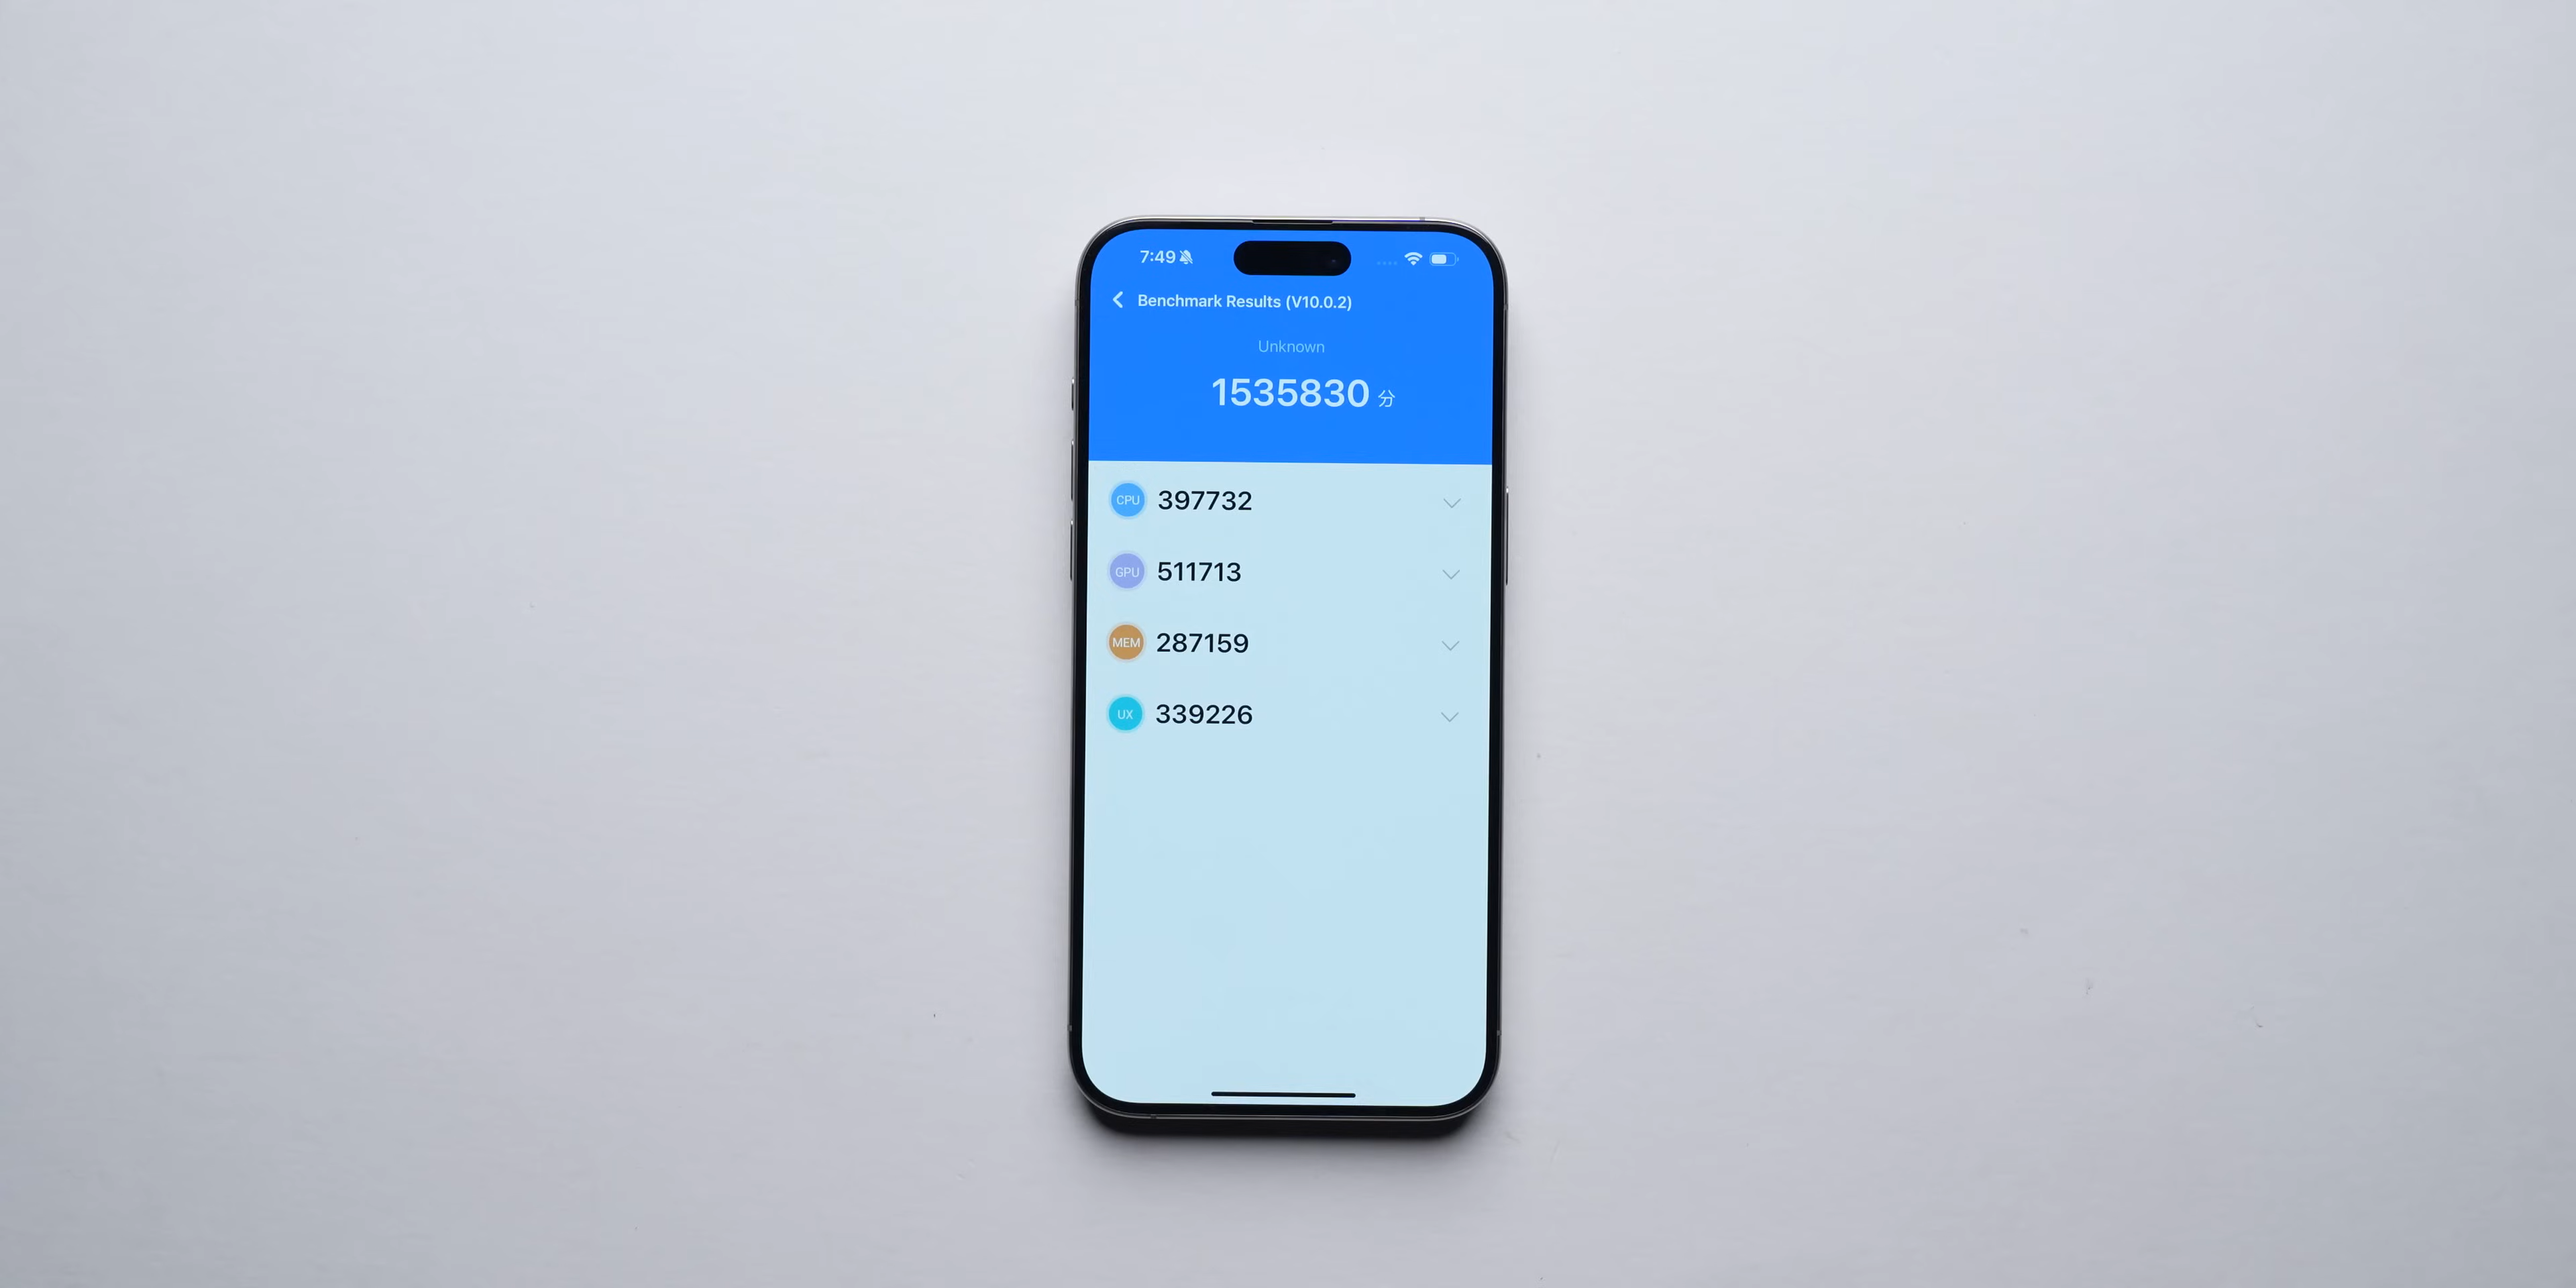 7:49
Benchmark Results (V10.0.2)
Unknown
1535830 分
CPU 397732
GPU 511713
MEM 287159
UX 339226